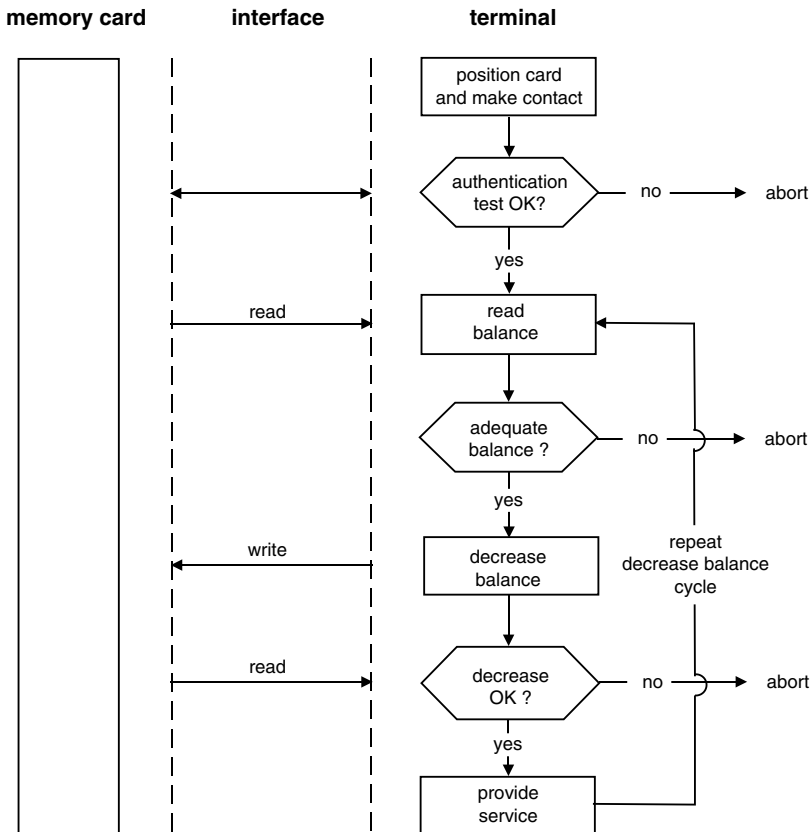 memory card
interface
terminal
position card
and make contact
authentication
test OK?
no
abort
yes
read
read
balance
adequate
balance ?
no
abort
yes
write
decrease
balance
repeat
decrease balance
cycle
read
decrease
OK ?
no
abort
yes
provide
service